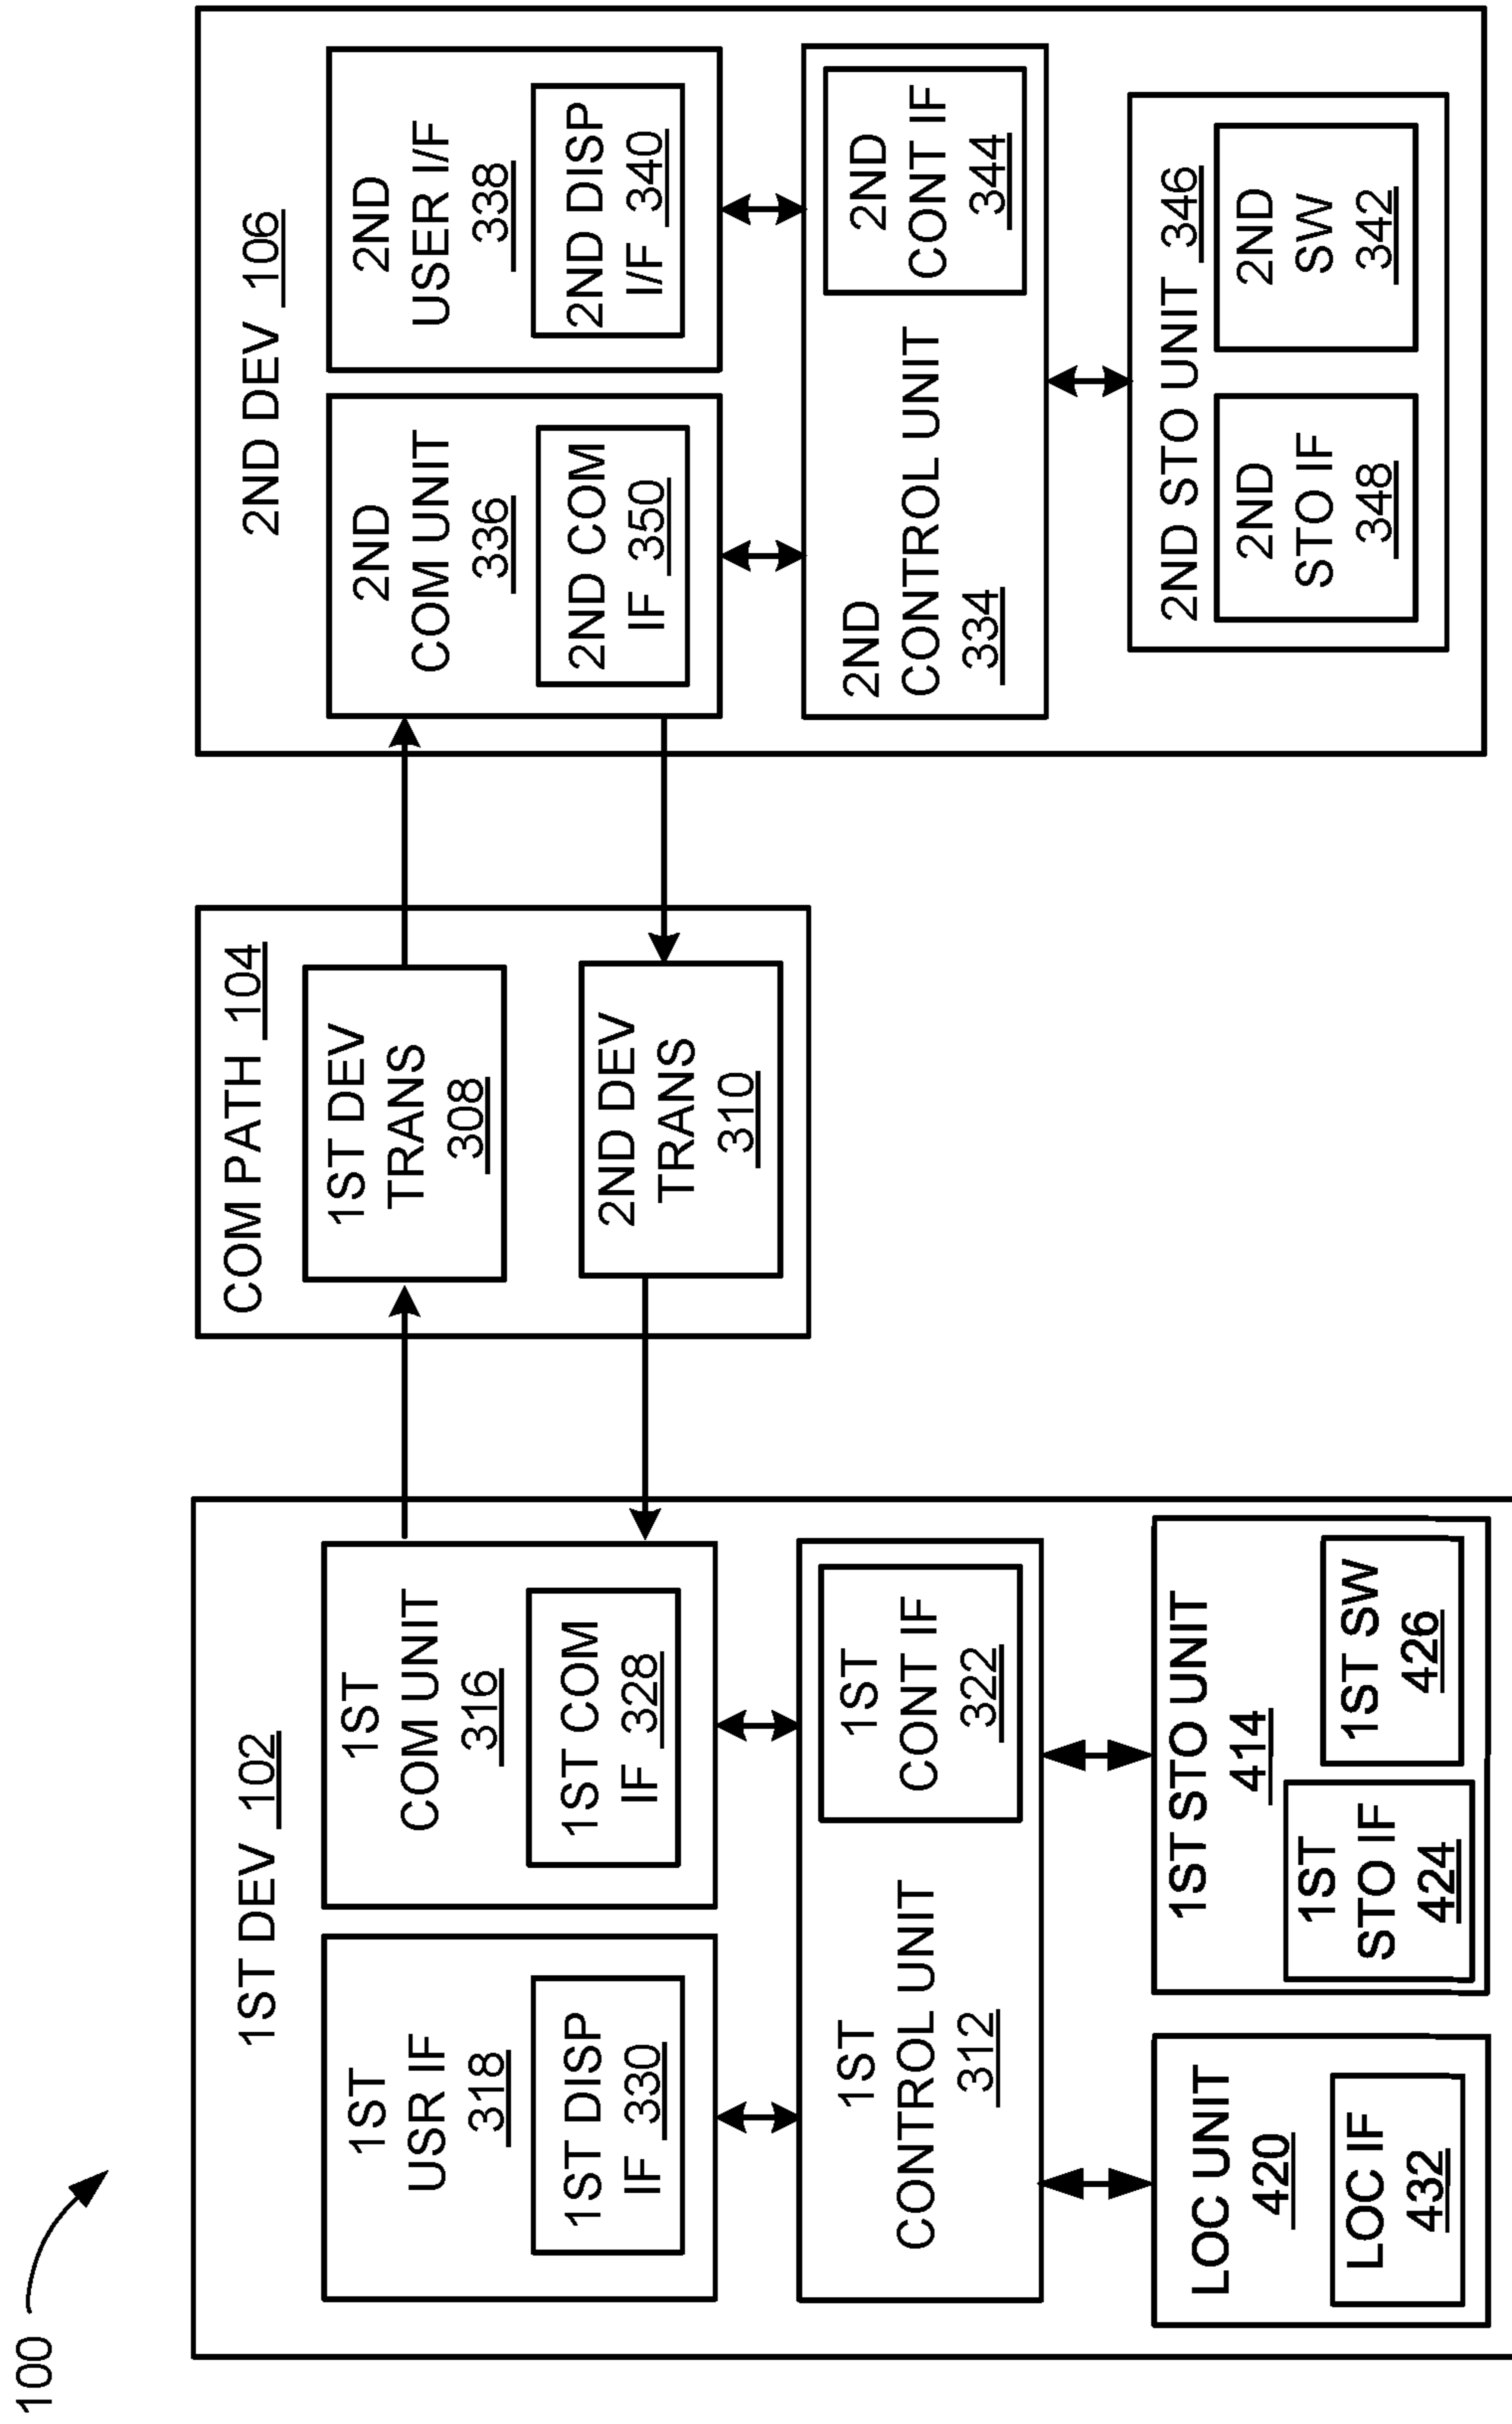 100
1ST DEV 102
1ST
USR IF
318
1ST DISP
IF 330
1ST
COM UNIT
316
1ST COM
IF 328
1ST
CONTROL UNIT
312
1ST
CONT IF
322
LOC UNIT
420
LOC IF
432
1ST STO UNIT
414
1ST
STO IF
424
1ST SW
426
COM PATH 104
1ST DEV
TRANS
308
2ND DEV
TRANS
310
2ND DEV 106
2ND
COM UNIT
336
2ND COM
IF 350
2ND
USER I/F
338
2ND DISP
I/F 340
2ND
CONTROL UNIT
334
2ND
CONT IF
344
2ND STO UNIT 346
2ND
STO IF
348
2ND
SW
342